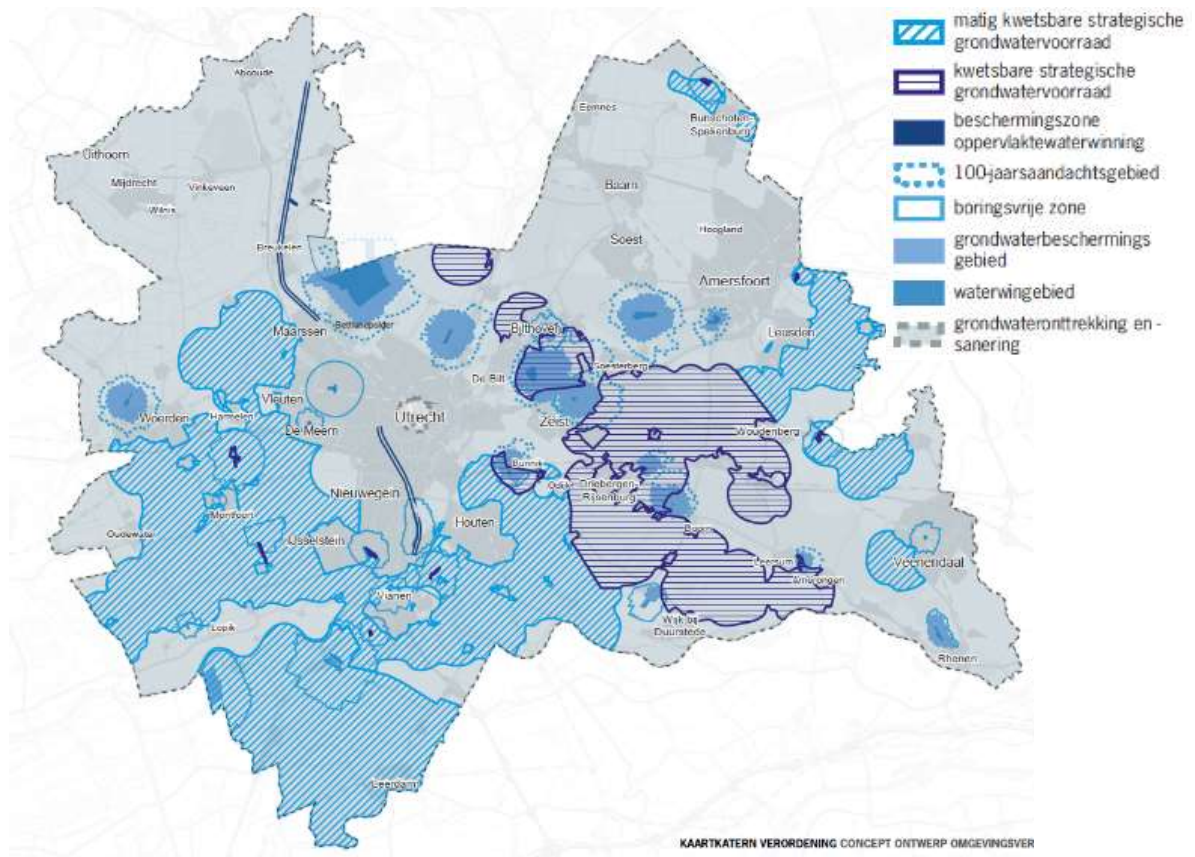 matig kwetsbare strategische
grondwatervoorraad
kwetsbare strategische
grondwatervoorraad
beschermingszone
oppervlaktewaterwinning
100-jaarsaandachtsgebied
boringsvrije zone
grondwaterbeschermings
gebied
waterwingebied
grondwateronttrekking en -
sanering
Abcoude
Eemnes
Bunschoten-
Spakenburg
Uithoorn
Mijdrecht
Vinkeveen
Wilnis
Baarn
Hoogland
Soest
Breukelen
Amersfoort
Bethunepolder
Maarssen
Bilthoven
Leusden
Soesterberg
De Bilt
Vleuten
Woerden
Harmelen
Utrecht
Zeist
De Meern
Woudenberg
Bunnik
Odijk
Driebergen-
Rijsenburg
Nieuwegein
Montfoort
Houten
Oudewater
IJsselstein
Doorn
Leersum
Veenendaal
Amerongen
Vianen
Wijk bij
Duurstede
Lopik
Rhenen
Leerdam
KAARTKATERN VERORDENING CONCEPT ONTWERP OMGEVINGSVER